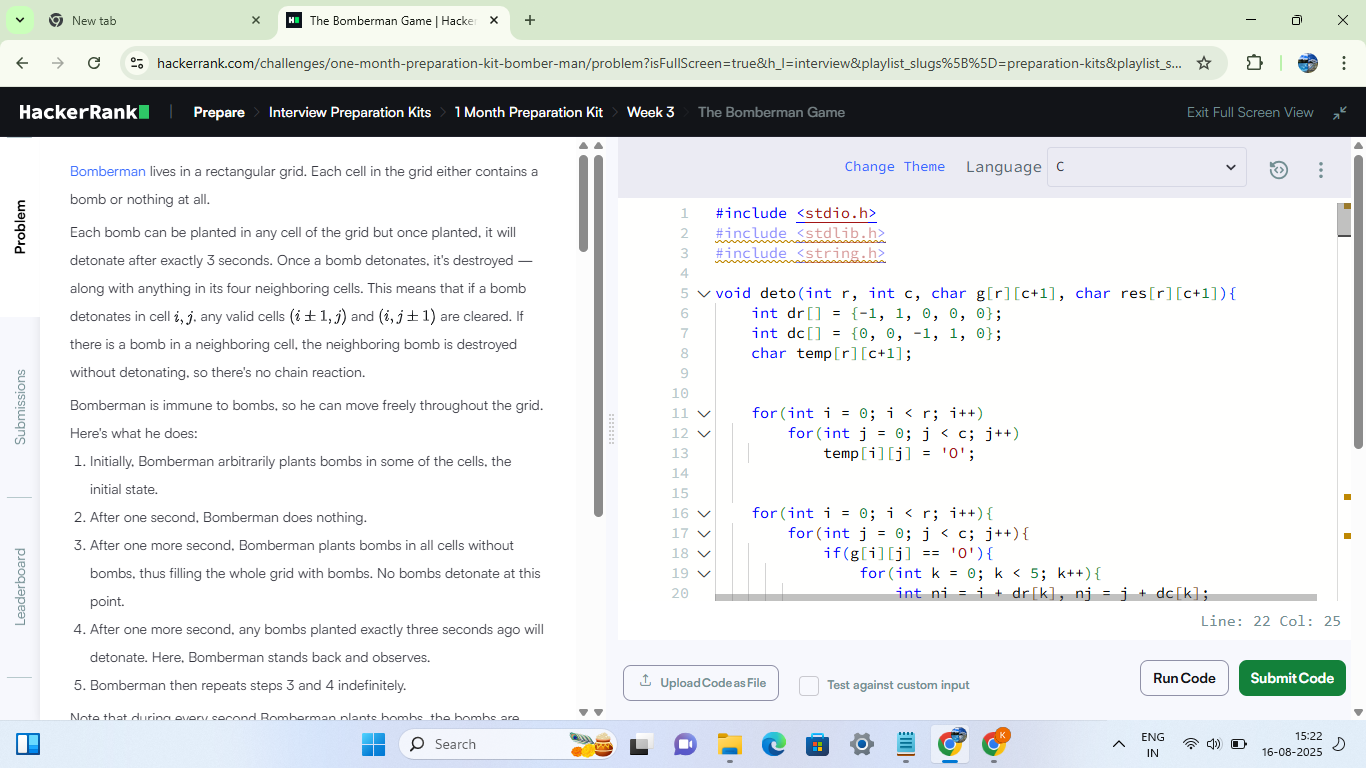 New tab
The Bomberman Game | Hacker
hackerrank.com/challenges/one-month-preparation-kit-bomber-man/problem?isFullScreen=true&h_l=interview&playlist_slugs%5B%5D=preparation-kits&playlist_s...
HackerRank
Prepare
Interview Preparation Kits
1 Month Preparation Kit
Week 3
The Bomberman Game
Exit Full Screen View
Problem
Submissions
Leaderboard
Bomberman lives in a rectangular grid. Each cell in the grid either contains a
bomb or nothing at all.
Each bomb can be planted in any cell of the grid but once planted, it will
detonate after exactly 3 seconds. Once a bomb detonates, it's destroyed —
along with anything in its four neighboring cells. This means that if a bomb
detonates in cell i, j, any valid cells (i ± 1, j) and (i, j ± 1) are cleared. If
there is a bomb in a neighboring cell, the neighboring bomb is destroyed
without detonating, so there's no chain reaction.
Bomberman is immune to bombs, so he can move freely throughout the grid.
Here's what he does:
1. Initially, Bomberman arbitrarily plants bombs in some of the cells, the
initial state.
2. After one second, Bomberman does nothing.
3. After one more second, Bomberman plants bombs in all cells without
bombs, thus filling the whole grid with bombs. No bombs detonate at this
point.
4. After one more second, any bombs planted exactly three seconds ago will
detonate. Here, Bomberman stands back and observes.
5. Bomberman then repeats steps 3 and 4 indefinitely.
Note that during every second Bomberman plants bombs, the bombs are
Change Theme Language C
1 #include <stdio.h>
2 #include <stdlib.h>
3 #include <string.h>
4
5 void deto(int r, int c, char g[r][c+1], char res[r][c+1]){
6 int dr[] = {-1, 1, 0, 0, 0};
7 int dc[] = {0, 0, -1, 1, 0};
8 char temp[r][c+1];
9
10
11 for(int i = 0; i < r; i++)
12 for(int j = 0; j < c; j++)
13 temp[i][j] = 'O';
14
15
16 for(int i = 0; i < r; i++){
17 for(int j = 0; j < c; j++){
18 if(g[i][j] == 'O'){
19 for(int k = 0; k < 5; k++){
20 int ni = i + dr[k], nj = j + dc[k];
Line: 22 Col: 25
Upload Code as File
Test against custom input
Run Code
Submit Code
Search
K
ENG
IN
15:22
16-08-2025